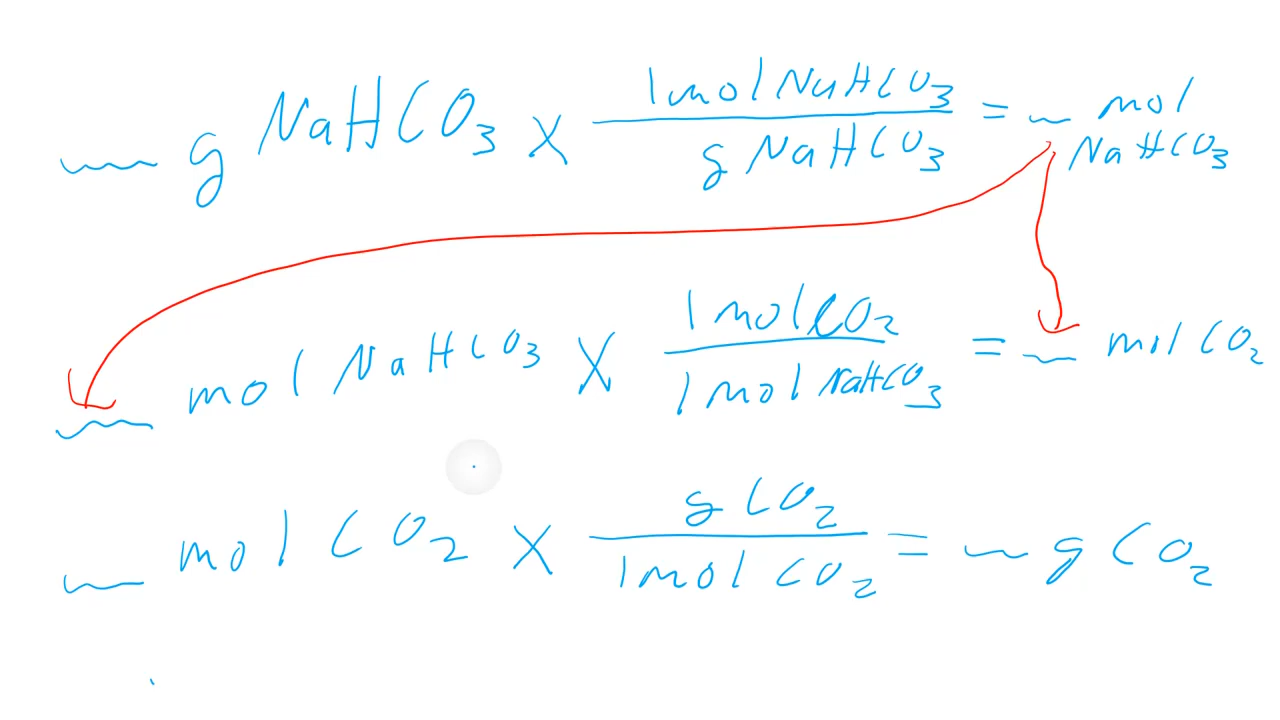 g NaHCO3 X 1 mol NaHCO3 / g NaHCO3 = mol NaHCO3
mol NaHCO3 X 1 mol CO2 / 1 mol NaHCO3 = mol CO2
mol CO2 X g CO2 / 1 mol CO2 = g CO2